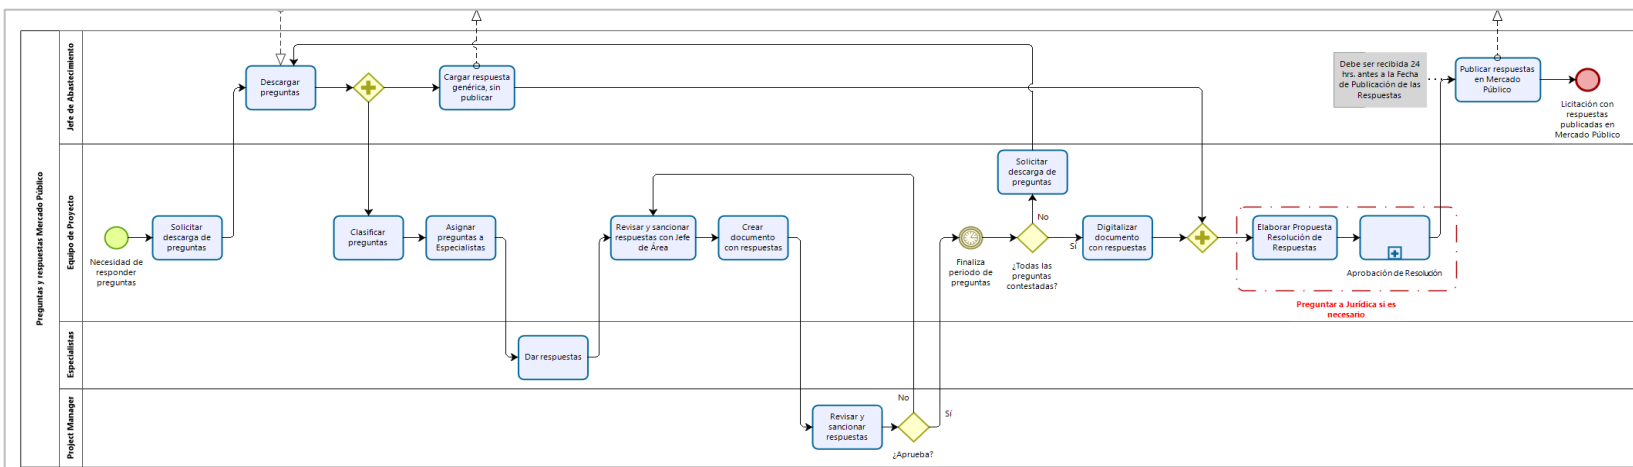 Preguntas y respuestas Mercado Público
Jefe de Abastecimiento
Descargar
preguntas
Cargar respuesta
genérica, sin
publicar
Debe ser recibida 24
hrs. antes a la Fecha
de Publicación de las
Respuestas
Publicar respuestas
en Mercado
Público
Licitación con
respuestas
publicadas en
Mercado Público
Equipo de Proyecto
Necesidad de
responder
preguntas
Solicitar
descarga de
preguntas
Clasificar
preguntas
Asignar
preguntas a
Especialistas
Revisar y sancionar
respuestas con Jefe
de Área
Crear
documento
con respuestas
Finaliza
periodo de
preguntas
Solicitar
descarga de
preguntas
No
¿Todas las
preguntas
contestadas?
Sí
Digitalizar
documento
con respuestas
Elaborar Propuesta
Resolución de
Respuestas
Aprobación de Resolución
Preguntar a Jurídica si es
necesario
Especialistas
Dar respuestas
Project Manager
Revisar y
sancionar
respuestas
No
¿Aprueba?
Sí